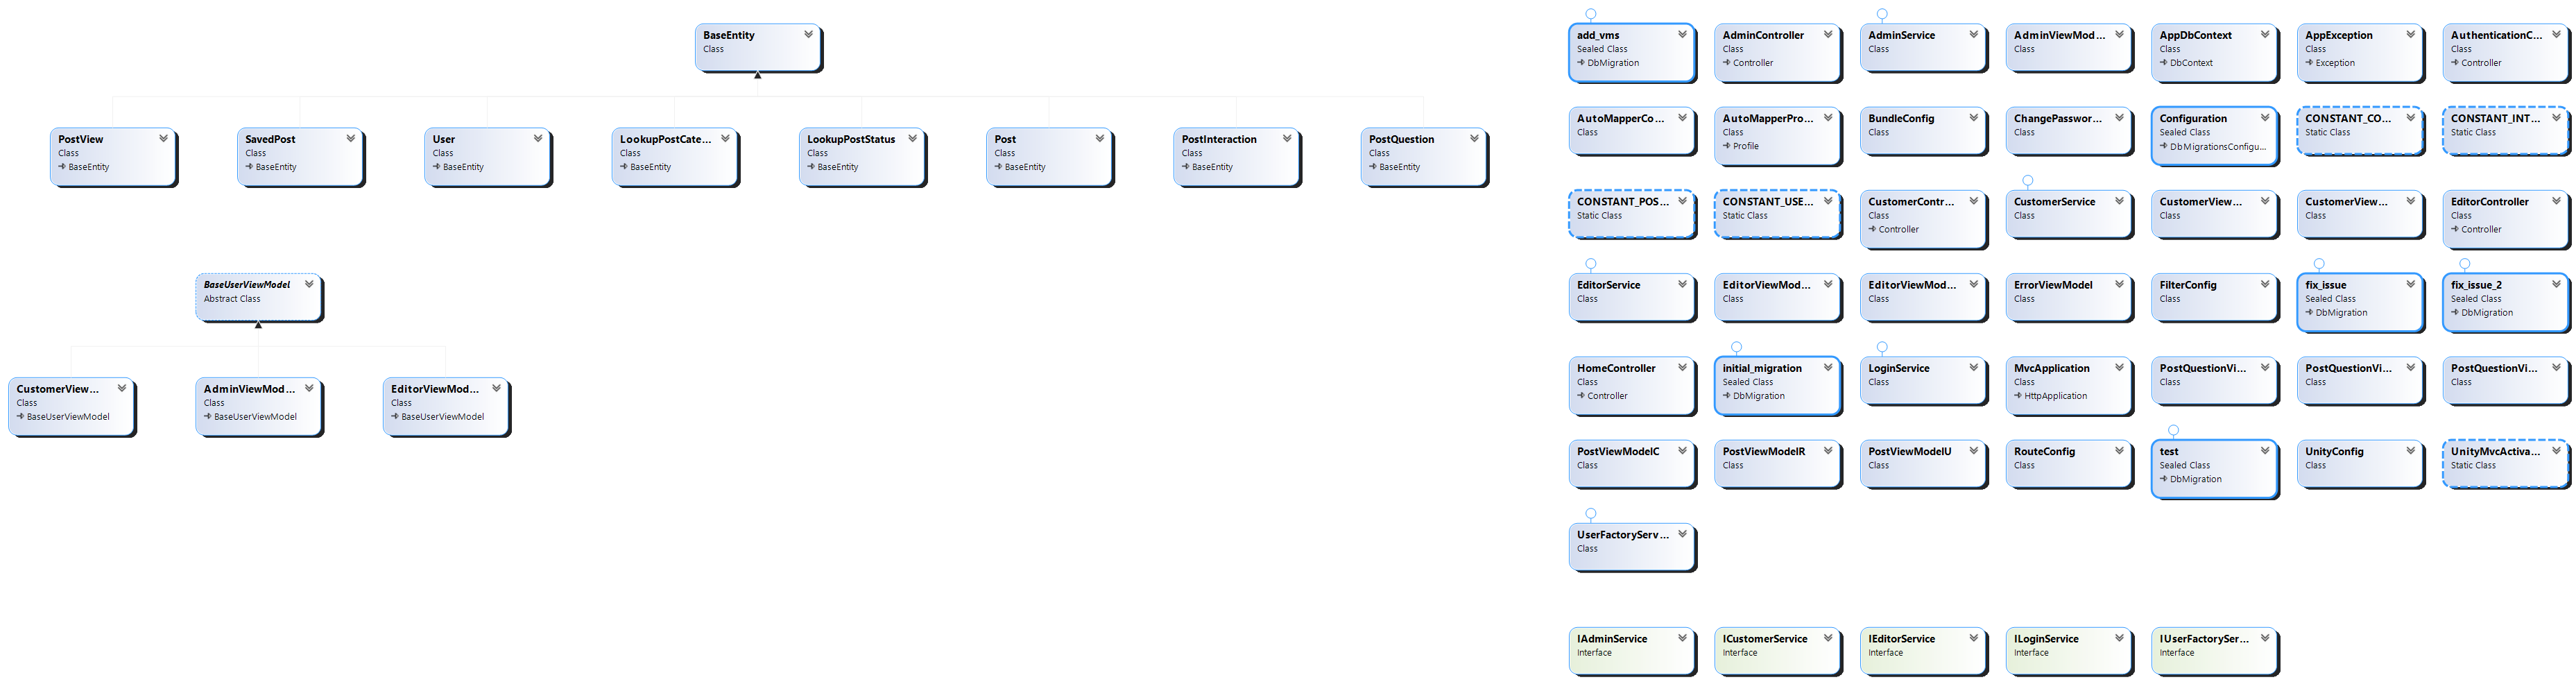 BaseEntity
Class
PostView
Class
BaseEntity
SavedPost
Class
BaseEntity
User
Class
BaseEntity
LookupPostCate...
Class
BaseEntity
LookupPostStatus
Class
BaseEntity
Post
Class
BaseEntity
PostInteraction
Class
BaseEntity
PostQuestion
Class
BaseEntity
BaseUserViewModel
Abstract Class
CustomerView...
Class
BaseUserViewModel
AdminViewMod...
Class
BaseUserViewModel
EditorViewMod...
Class
BaseUserViewModel
add_vms
Sealed Class
DbMigration
AdminController
Class
Controller
AdminService
Class
AdminViewMod...
Class
AppDbContext
Class
DbContext
AppException
Class
Exception
AuthenticationC...
Class
Controller
AutoMapperCo...
Class
AutoMapperPro...
Class
Profile
BundleConfig
Class
ChangePasswor...
Class
Configuration
Sealed Class
DbMigrationsConfigu...
CONSTANT_CO...
Static Class
CONSTANT_INT...
Static Class
CONSTANT_POS...
Static Class
CONSTANT_USE...
Static Class
CustomerContr...
Class
Controller
CustomerService
Class
CustomerView...
Class
CustomerView...
Class
EditorController
Class
Controller
EditorService
Class
EditorViewMod...
Class
EditorViewMod...
Class
ErrorViewModel
Class
FilterConfig
Class
fix_issue
Sealed Class
DbMigration
fix_issue_2
Sealed Class
DbMigration
HomeController
Class
Controller
initial_migration
Sealed Class
DbMigration
LoginService
Class
MvcApplication
Class
HttpApplication
PostQuestionVi...
Class
PostQuestionVi...
Class
PostQuestionVi...
Class
PostViewModelC
Class
PostViewModelR
Class
PostViewModelU
Class
RouteConfig
Class
test
Sealed Class
DbMigration
UnityConfig
Class
UnityMvcActiva...
Static Class
UserFactoryServ...
Class
IAdminService
Interface
ICustomerService
Interface
IEditorService
Interface
ILoginService
Interface
IUserFactorySer...
Interface